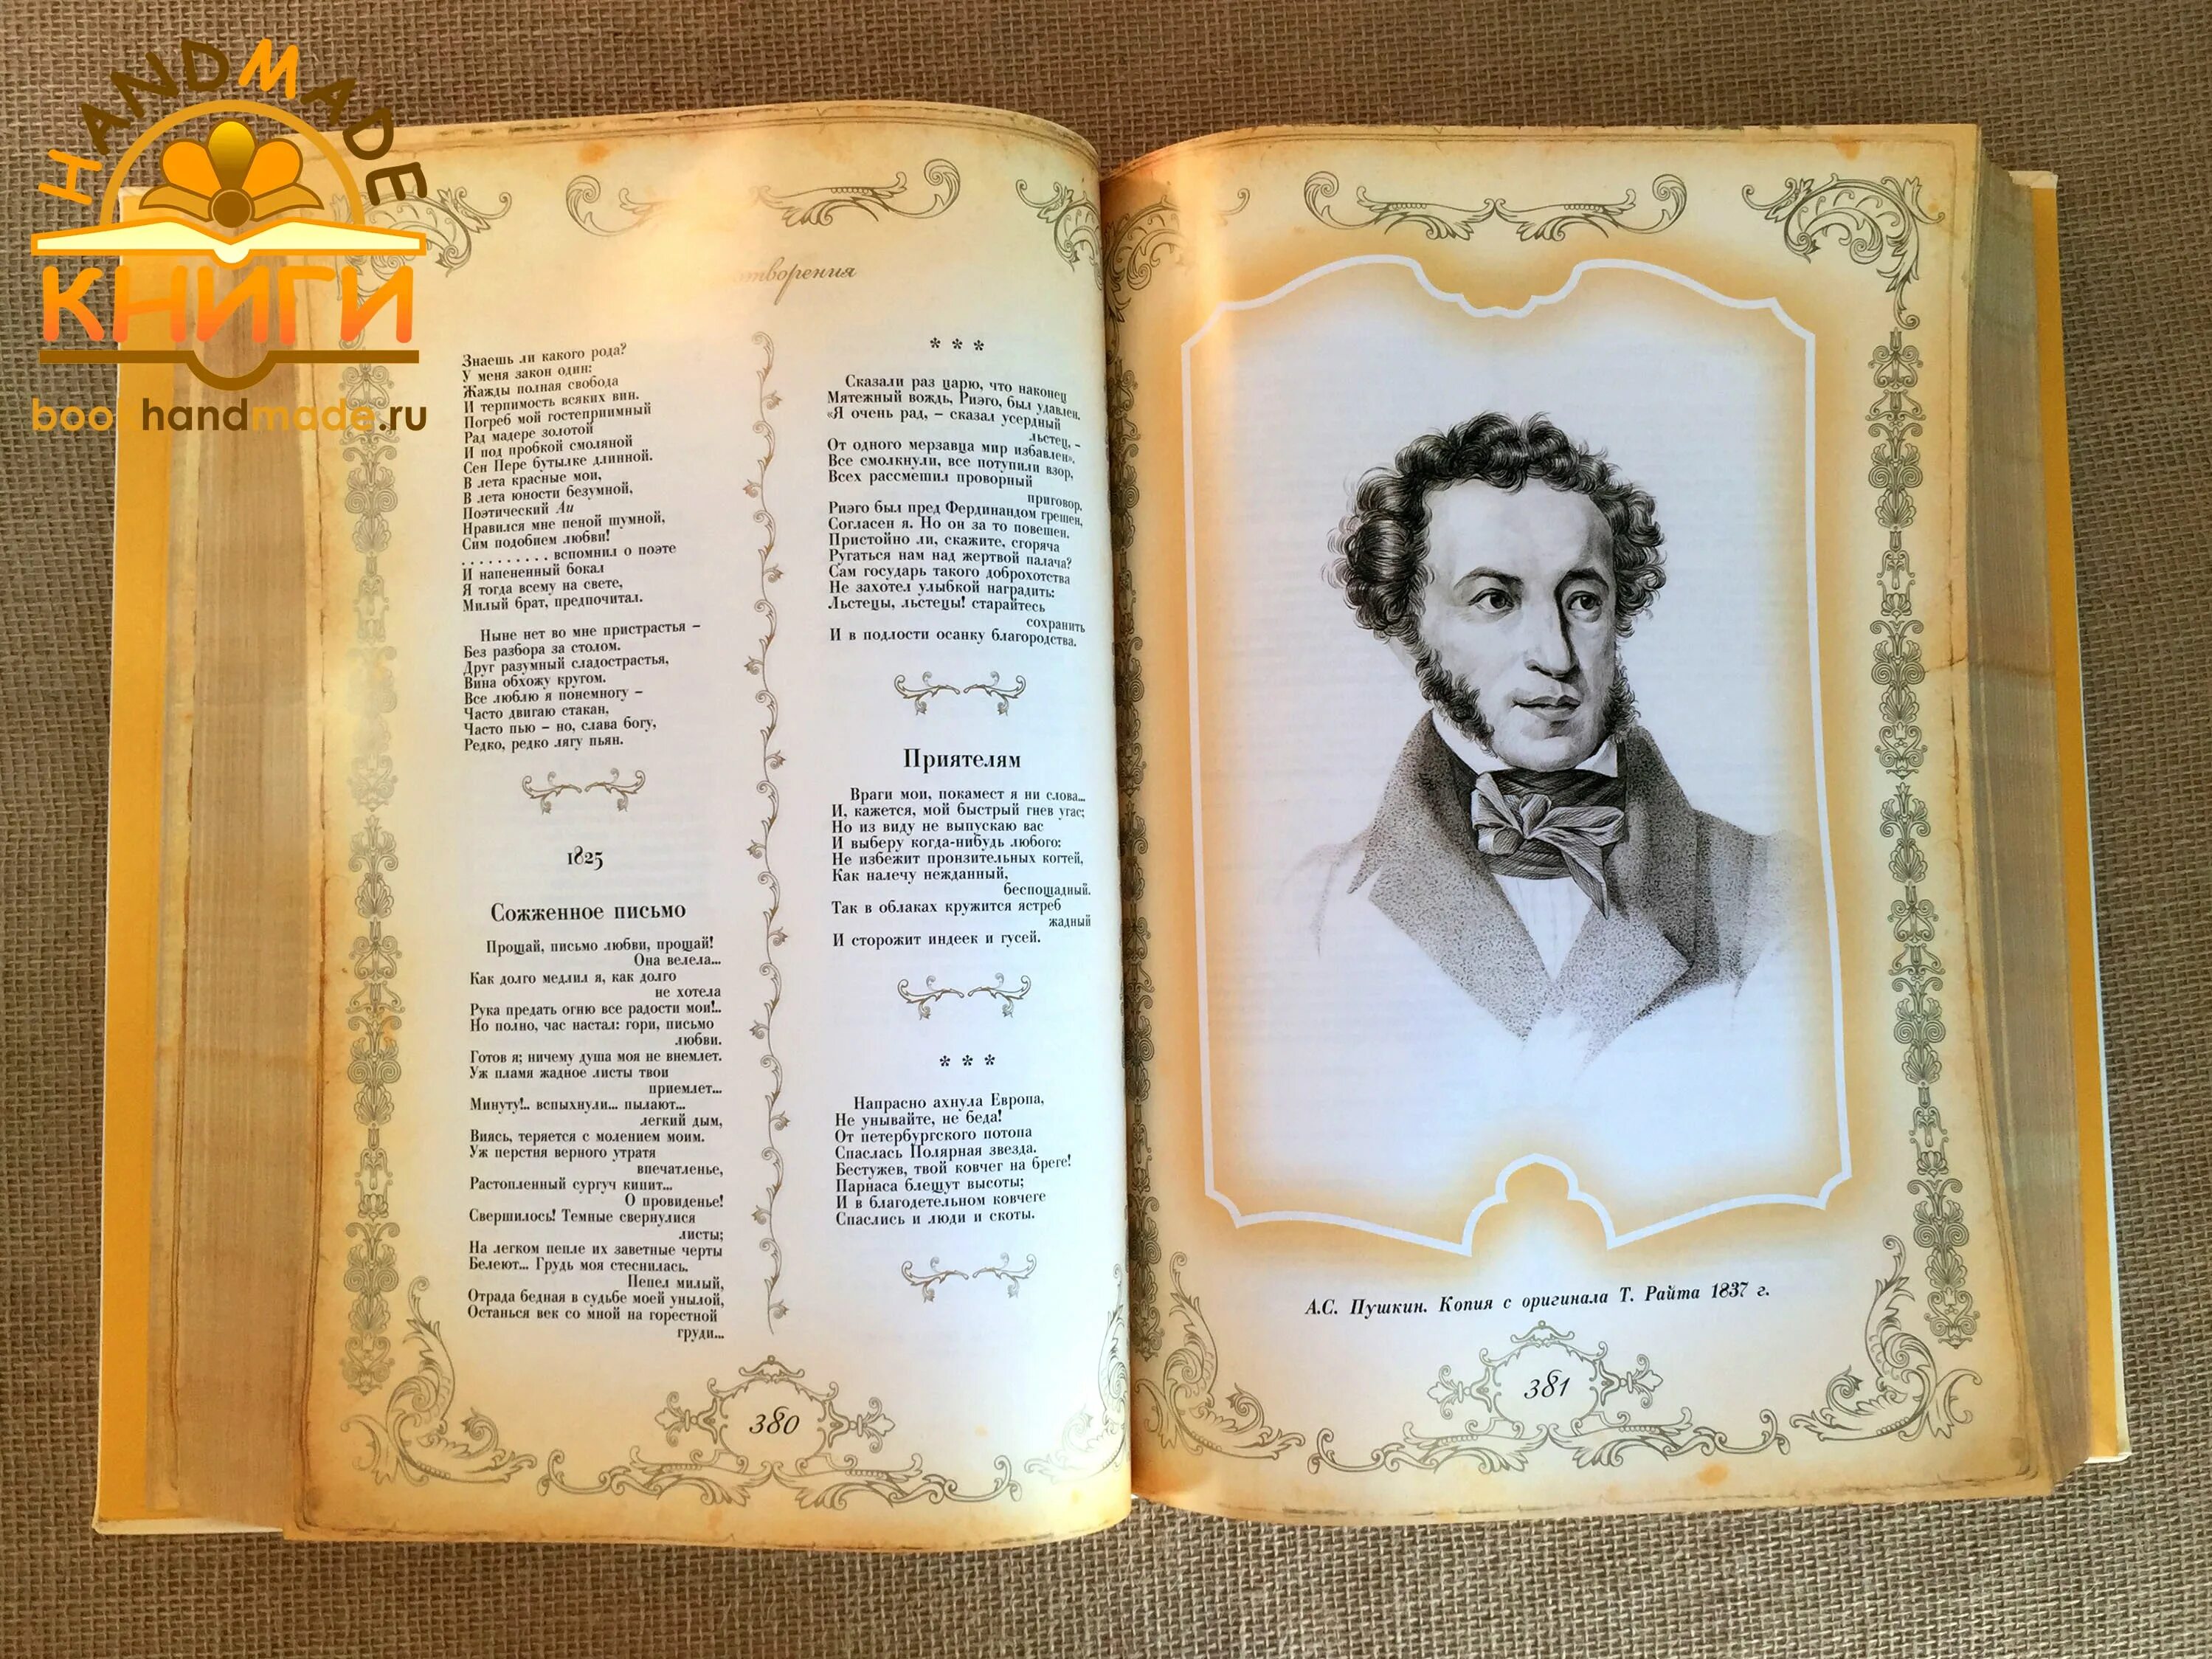 HANDMADE
КНИГИ
bookhandmade.ru
Знаешь ли какого рода?
У меня закон один:
Жажды полная свобода
И терпимость всяких вин.
Погреб мой гостеприимный
Рад мадере золотой
И под пробкой смоляной
Сен Пере бутылке длинной.
В лета красные мои,
В лета юности безумной,
Поэтический Аи
Нравился мне пеной шумной,
Сим подобием любви!
. . . . . . . . . . вспомнил о поэте
И напененный бокал
Я тогда всему на свете,
Милый брат, предпочитал.
Ныне нет во мне пристрастья –
Без разбора за столом.
Друг разумный сладострастья,
Вина обхожу кругом.
Все люблю я понемногу –
Часто двигаю стакан,
Часто пью – но, слава богу,
Редко, редко лягу пьян.
1825
Сожженное письмо
Прощай, письмо любви, прощай!
Она велела...
Как долго медлил я, как долго
не хотела
Рука предать огню все радости мои!..
Но полно, час настал: гори, письмо
любви.
Готов я; ничему душа моя не внемлет.
Уж пламя жадное листы твои
приемлет...
Минуту!.. вспыхнули... пылают...
легкий дым,
Виясь, теряется с молением моим.
Уж перстня верного утратя
впечатленье,
Растопленный сургуч кипит...
О провиденье!
Свершилось! Темные свернулися
листы;
На легком пепле их заветные черты
Белеют... Грудь моя стеснилась.
Пепел милый,
Отрада бедная в судьбе моей унылой,
Останься век со мной на горестной
груди...
* * *
Сказали раз царю, что наконец
Мятежный вождь, Риэго, был удавлен.
«Я очень рад, – сказал усердный
льстец, –
От одного мерзавца мир избавлен».
Все смолкнули, все потупили взор,
Всех рассмешил проворный
приговор.
Риэго был пред Фердинандом грешен,
Согласен я. Но он за то повешен.
Пристойно ли, скажите, сгоряча
Ругаться нам над жертвой палача?
Сам государь такого доброхотства
Не захотел улыбкой наградить:
Льстецы, льстецы! старайтесь
сохранить
И в подлости осанку благородства.
Приятелям
Враги мои, покамест я ни слова...
И, кажется, мой быстрый гнев угас;
Но из виду не выпускаю вас
И выберу когда-нибудь любого:
Не избежит пронзительных когтей,
Как налечу нежданный,
беспощадный.
Так в облаках кружится ястреб
жадный
И сторожит индеек и гусей.
* * *
Напрасно ахнула Европа,
Не унывайте, не беда!
От петербургского потопа
Спаслась Полярная звезда.
Бестужев, твой ковчег на бреге!
Парнаса блещут высоты;
И в благодетельном ковчеге
Спаслись и люди и скоты.
380
А.С. Пушкин. Копия с оригинала Т. Райта 1837 г.
381